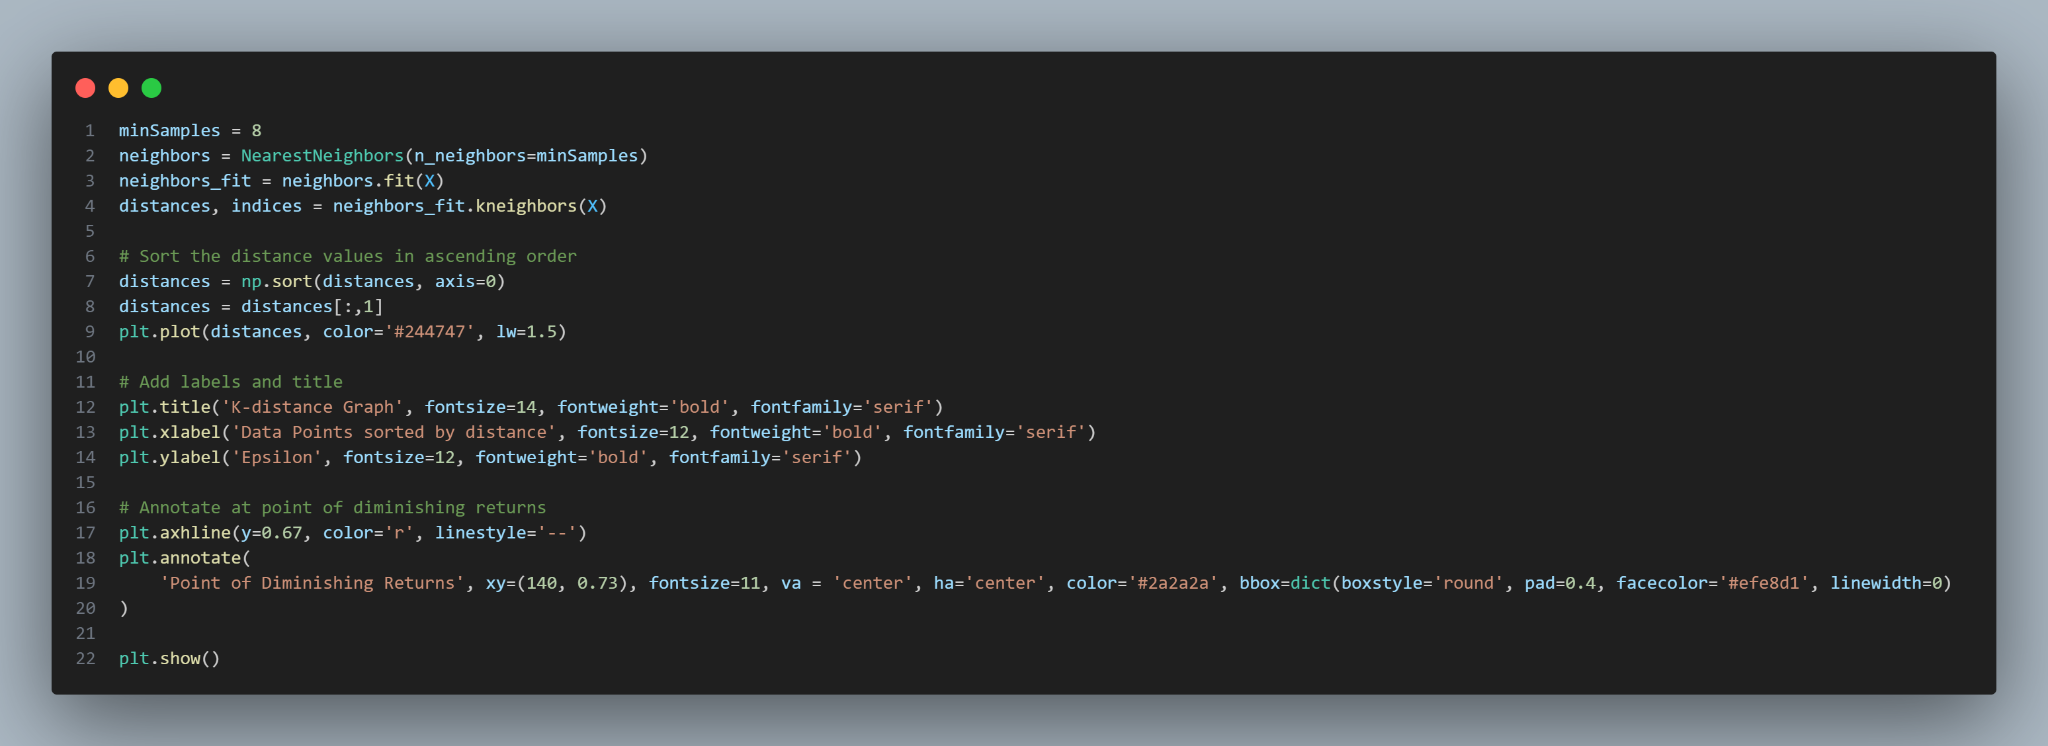 1 minSamples = 8
2 neighbors = NearestNeighbors(n_neighbors=minSamples)
3 neighbors_fit = neighbors.fit(X)
4 distances, indices = neighbors_fit.kneighbors(X)
5
6 # Sort the distance values in ascending order
7 distances = np.sort(distances, axis=0)
8 distances = distances[:,1]
9 plt.plot(distances, color='#244747', lw=1.5)
10
11 # Add labels and title
12 plt.title('K-distance Graph', fontsize=14, fontweight='bold', fontfamily='serif')
13 plt.xlabel('Data Points sorted by distance', fontsize=12, fontweight='bold', fontfamily='serif')
14 plt.ylabel('Epsilon', fontsize=12, fontweight='bold', fontfamily='serif')
15
16 # Annotate at point of diminishing returns
17 plt.axhline(y=0.67, color='r', linestyle='--')
18 plt.annotate(
19     'Point of Diminishing Returns', xy=(140, 0.73), fontsize=11, va = 'center', ha='center', color='#2a2a2a', bbox=dict(boxstyle='round', pad=0.4, facecolor='#efe8d1', linewidth=0)
20 )
21
22 plt.show()